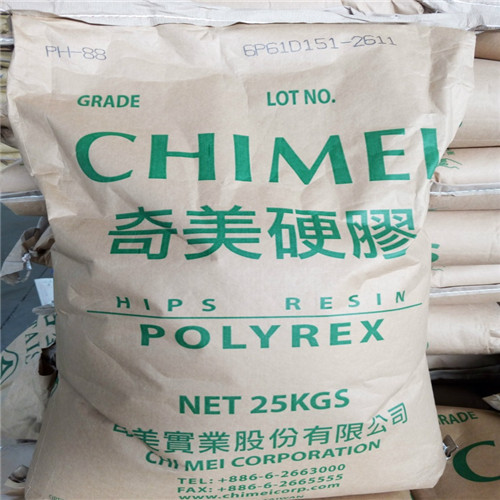 PH-88 6P61D151-2611
GRADE LOT NO.
CHIMEI
奇美硬膠
HIPS RESIN
POLYREX
NET 25KGS
奇美實業股份有限公司
CHI MEI CORPORATION
TEL: +886-6-2663000
FAX: +886-6-2665555
www.chimeicorp.com
GRADE